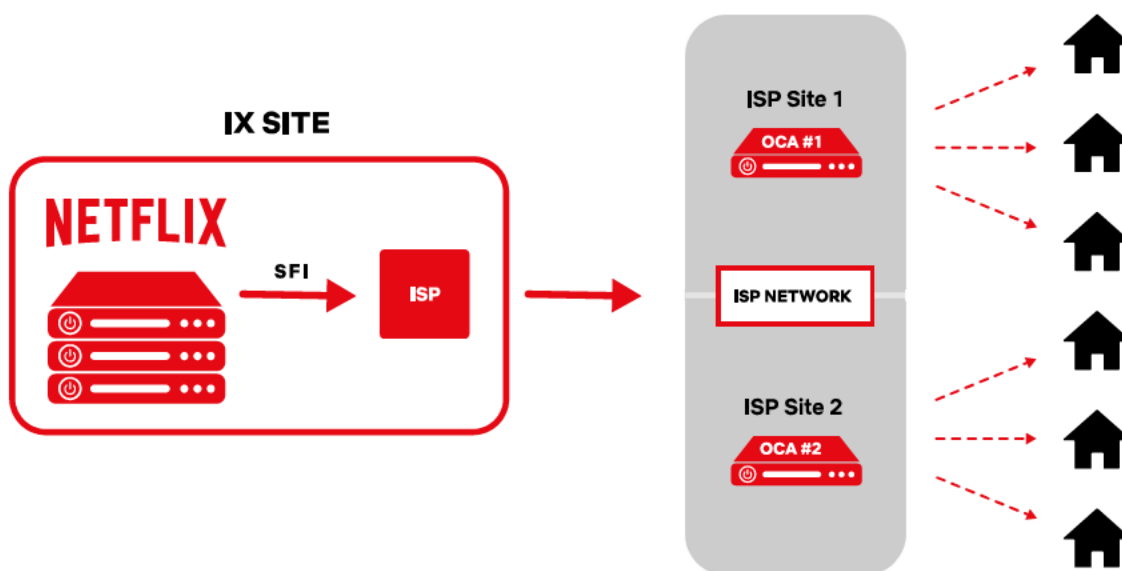 IX SITE
NETFLIX
SFI
ISP
ISP Site 1
OCA #1
ISP NETWORK
ISP Site 2
OCA #2